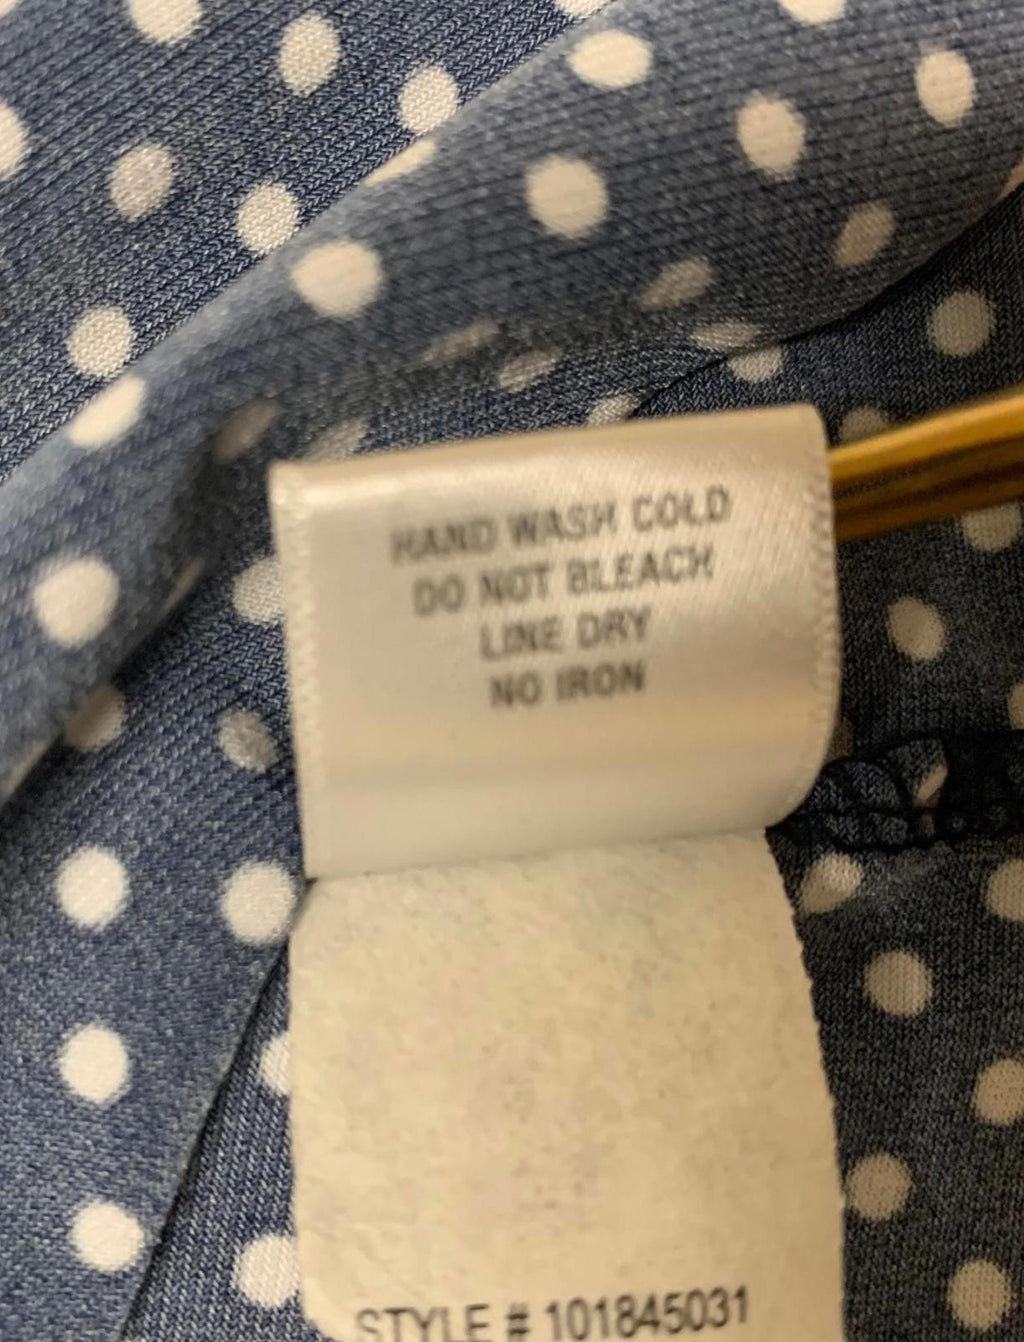 HAND WASH COLD
DO NOT BLEACH
LINE DRY
NO IRON
STYLE # 101845031